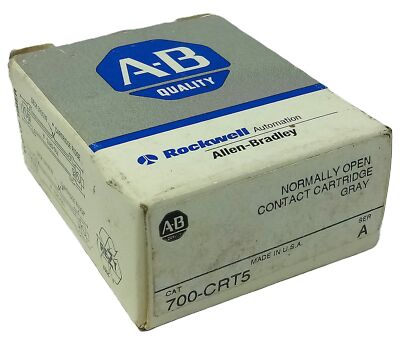 A-B
QUALITY
Rockwell Automation
Allen-Bradley
A-B
NORMALLY OPEN
CONTACT CARTRIDGE
GRAY
SER
A
MADE IN U.S.A.
CAT
700-CRT5